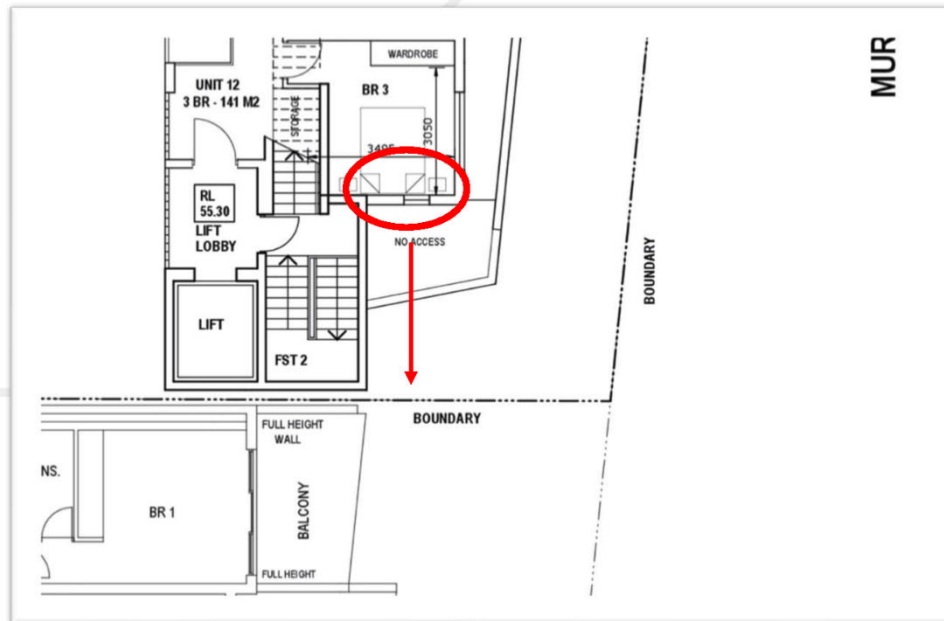 MUR
WARDROBE
UNIT 12
3 BR - 141 M2
BR 3
STORAGE
3050
RL
55.30
LIFT
LOBBY
NO ACCESS
BOUNDARY
LIFT
FST 2
BOUNDARY
FULL HEIGHT
WALL
NS.
BR 1
BALCONY
FULL HEIGHT